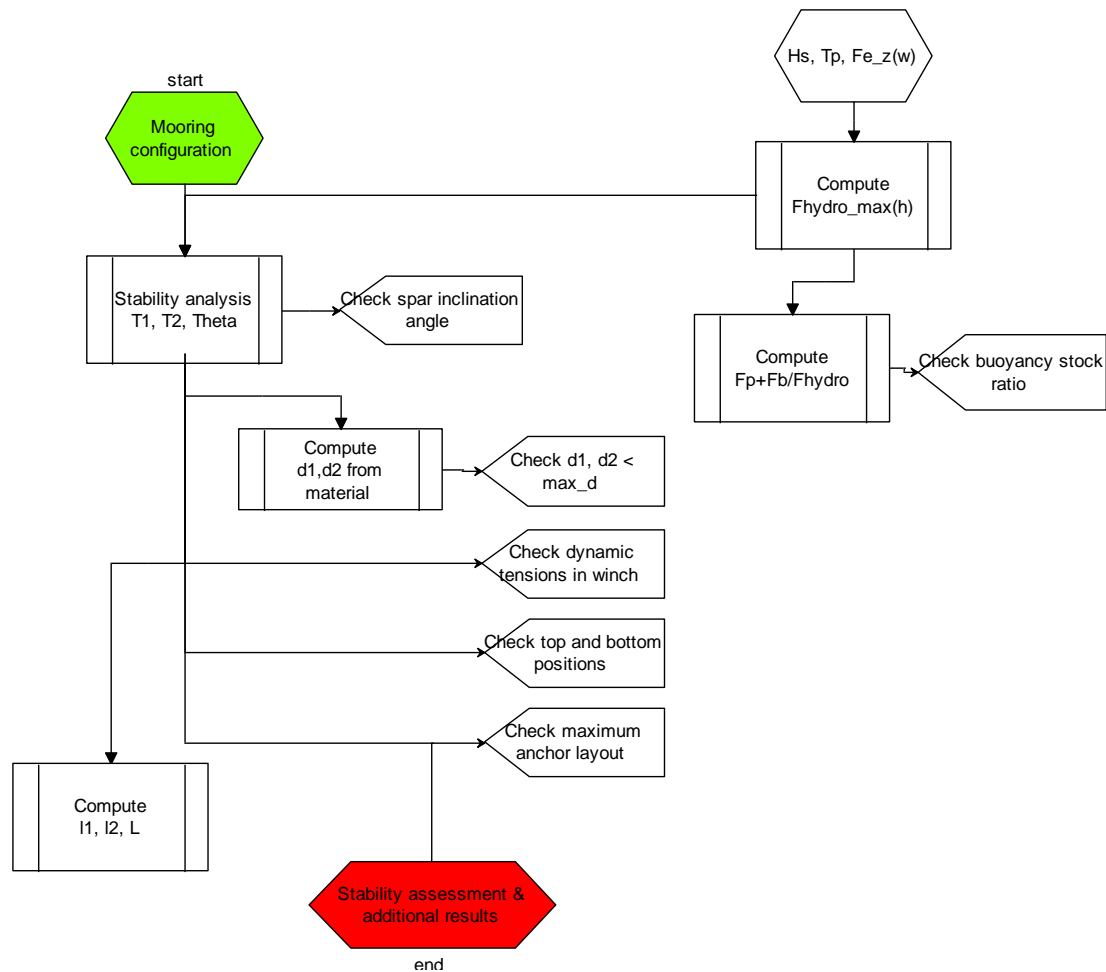 Hs, Tp, Fe_z(w)
start
Mooring
configuration
Compute
Fhydro_max(h)
Stability analysis
T1, T2, Theta
Check spar inclination
angle
Compute
Fp+Fb/Fhydro
Check buoyancy stock
ratio
Compute
d1,d2 from
material
Check d1, d2 <
max_d
Check dynamic
tensions in winch
Check top and bottom
positions
Check maximum
anchor layout
Compute
l1, l2, L
Stability assessment &
additional results
end